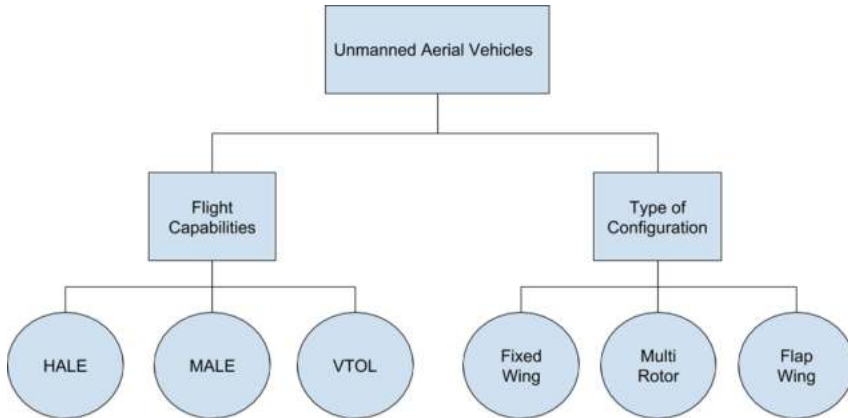 Unmanned Aerial Vehicles
Flight
Capabilities
Type of
Configuration
HALE
MALE
VTOL
Fixed
Wing
Multi
Rotor
Flap
Wing